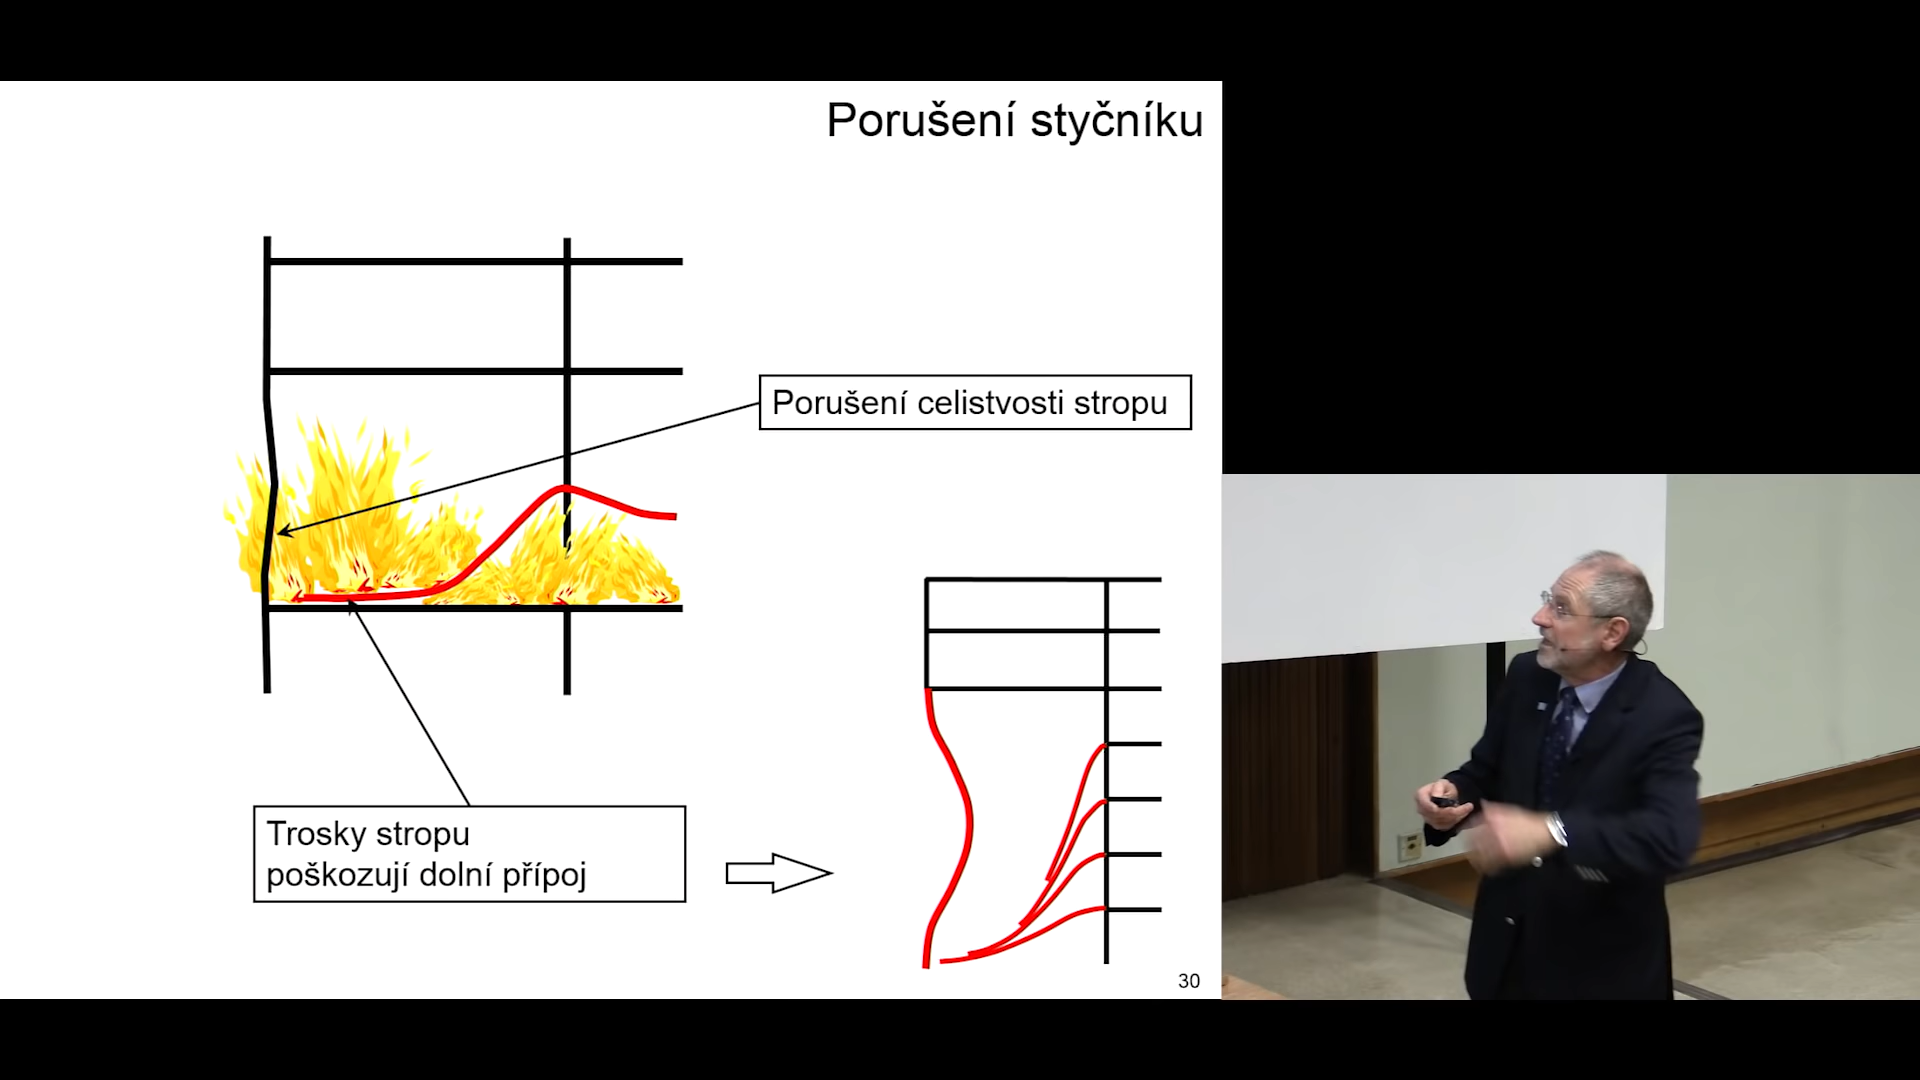 Porušení styčníku
Porušení celistvosti stropu
Trosky stropu
poškozují dolní přípoj
30